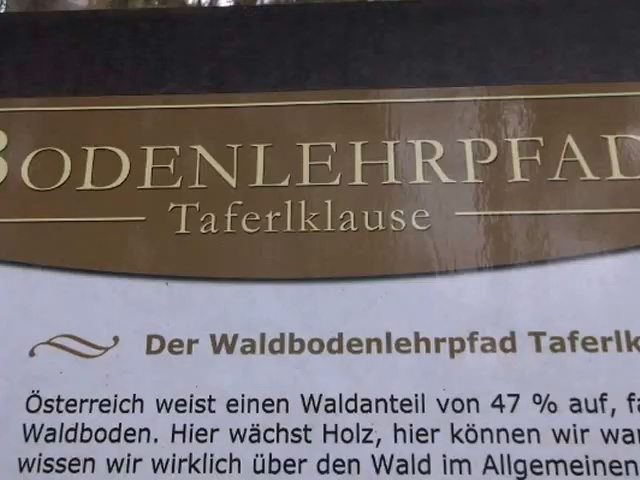 BODENLEHRPFAD
Taferlklause
Der Waldbodenlehrpfad Taferlk
Österreich weist einen Waldanteil von 47 % auf, fa
Waldboden. Hier wächst Holz, hier können wir wa
wissen wir wirklich über den Wald im Allgemeinen